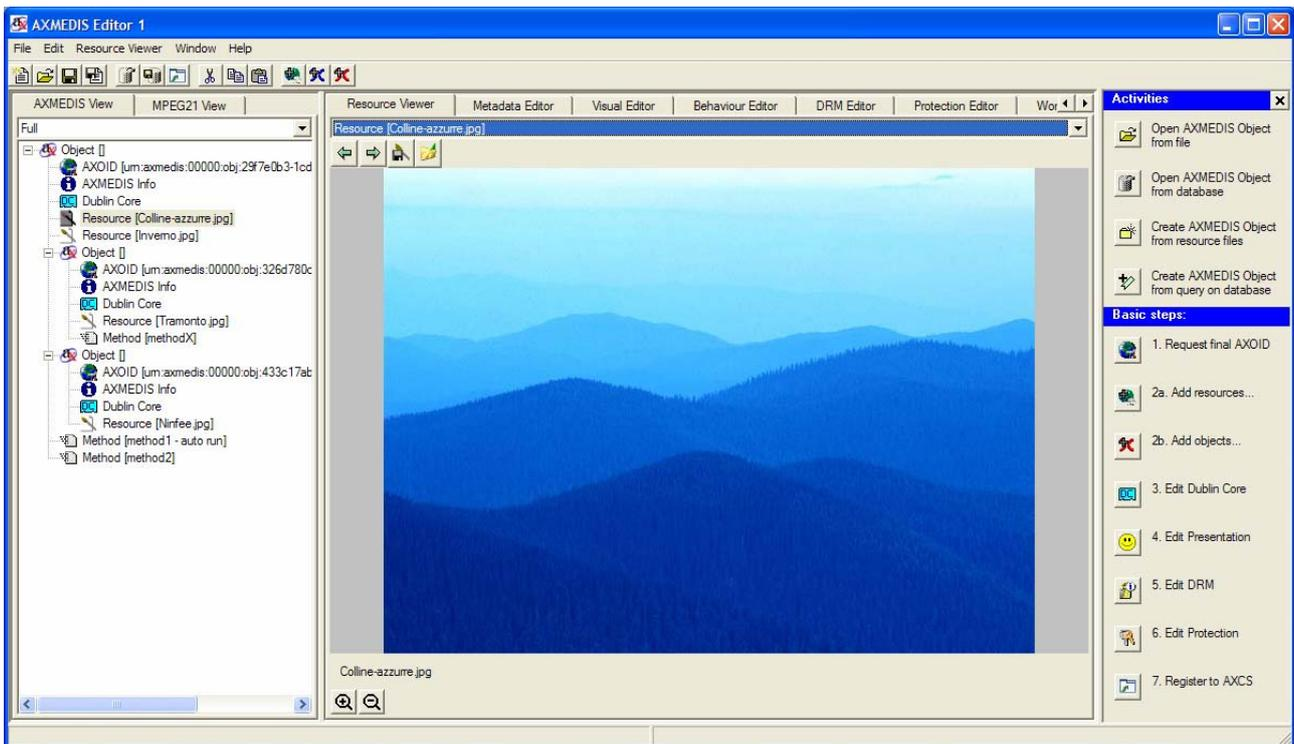 AXMEDIS Editor 1
File Edit Resource Viewer Window Help
AXMEDIS View MPEG21 View
Full
Object []
AXOID [urn:axmedis:00000:obj:29f7e0b3-1cd
AXMEDIS Info
DC Dublin Core
Resource [Colline-azzurre.jpg]
Resource [Inverno.jpg]
Object []
AXOID [urn:axmedis:00000:obj:326d780c
AXMEDIS Info
DC Dublin Core
Resource [Tramonto.jpg]
Method [methodX]
Object []
AXOID [urn:axmedis:00000:obj:433c17ab
AXMEDIS Info
DC Dublin Core
Resource [Ninfee.jpg]
Method [method1 - auto run]
Method [method2]
Resource Viewer Metadata Editor Visual Editor Behaviour Editor DRM Editor Protection Editor Wor
Resource [Colline-azzurre.jpg]
Colline-azzurre.jpg
Activities
Open AXMEDIS Object
from file
Open AXMEDIS Object
from database
Create AXMEDIS Object
from resource files
Create AXMEDIS Object
from query on database
Basic steps:
1. Request final AXOID
2a. Add resources...
2b. Add objects...
DC 3. Edit Dublin Core
4. Edit Presentation
5. Edit DRM
6. Edit Protection
7. Register to AXCS